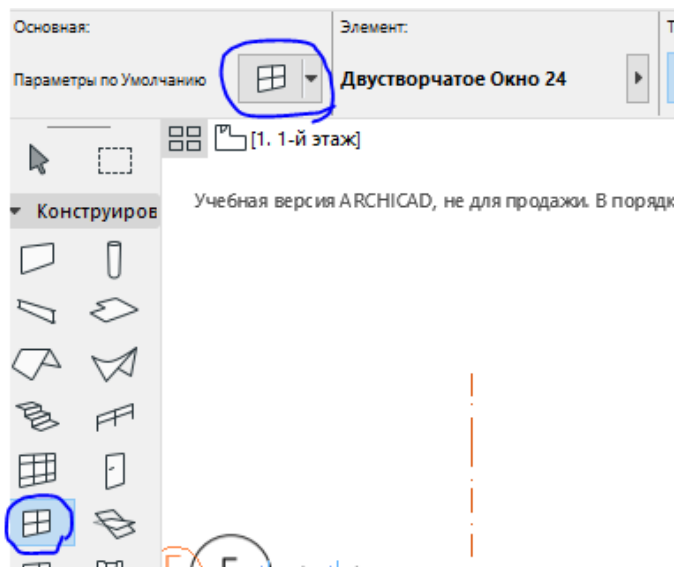 Основная:
Элемент:
Параметры по Умолчанию
Двустворчатое Окно 24
[1. 1-й этаж]
Конструиров
Учебная версия ARCHICAD, не для продажи. В порядк